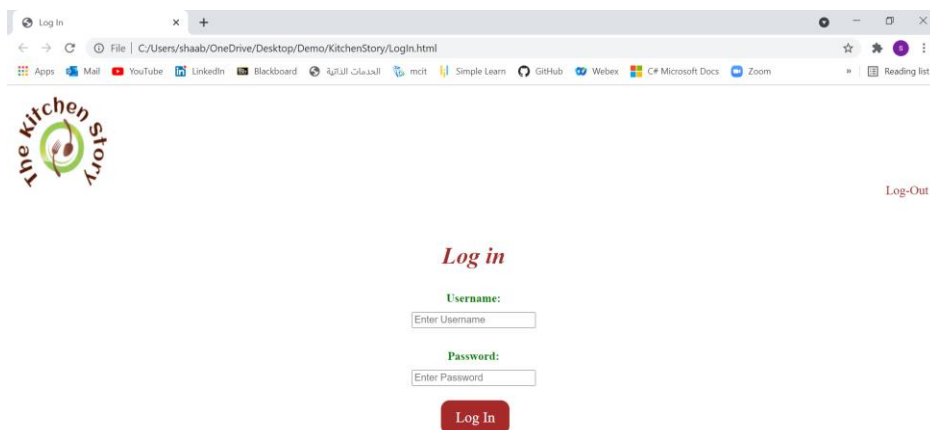 Log In
File | C:/Users/shaab/OneDrive/Desktop/Demo/KitchenStory/LogIn.html
Apps Mail YouTube LinkedIn Blackboard الخدمات الذاتية mcit Simple Learn GitHub Webex C# Microsoft Docs Zoom » Reading list
The Kitchen Story
Log-Out
Log in
Username:
Enter Username
Password:
Enter Password
Log In